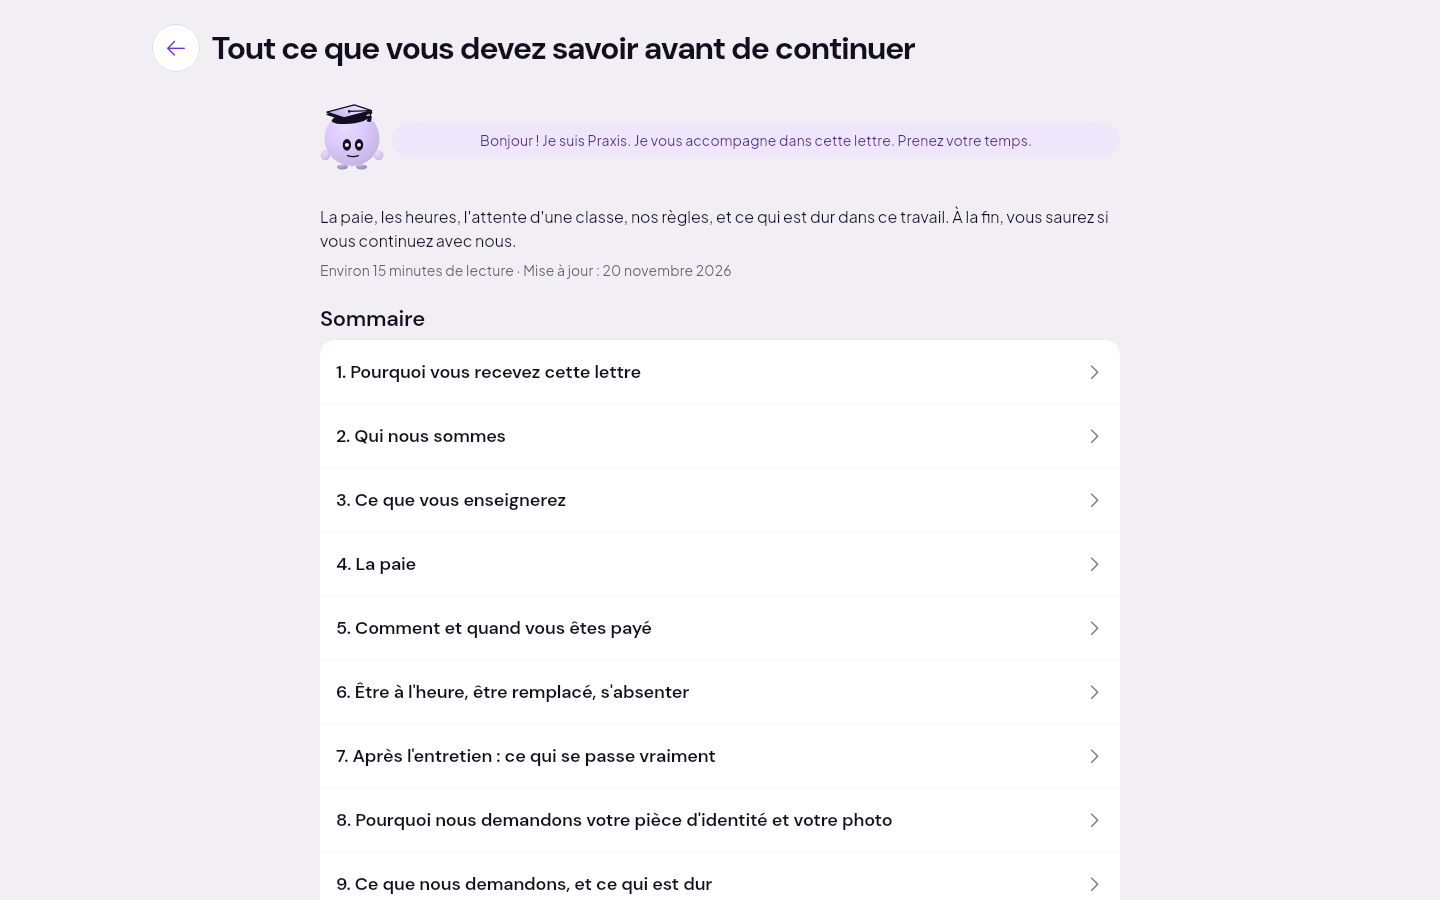 Tout ce que vous devez savoir avant de continuer
Bonjour ! Je suis Praxis. Je vous accompagne dans cette lettre. Prenez votre temps.
La paie, les heures, l'attente d'une classe, nos règles, et ce qui est dur dans ce travail. À la fin, vous saurez si
vous continuez avec nous.
Environ 15 minutes de lecture · Mise à jour : 20 novembre 2026
Sommaire
1. Pourquoi vous recevez cette lettre
2. Qui nous sommes
3. Ce que vous enseignerez
4. La paie
5. Comment et quand vous êtes payé
6. Être à l'heure, être remplacé, s'absenter
7. Après l'entretien : ce qui se passe vraiment
8. Pourquoi nous demandons votre pièce d'identité et votre photo
9. Ce que nous demandons, et ce qui est dur